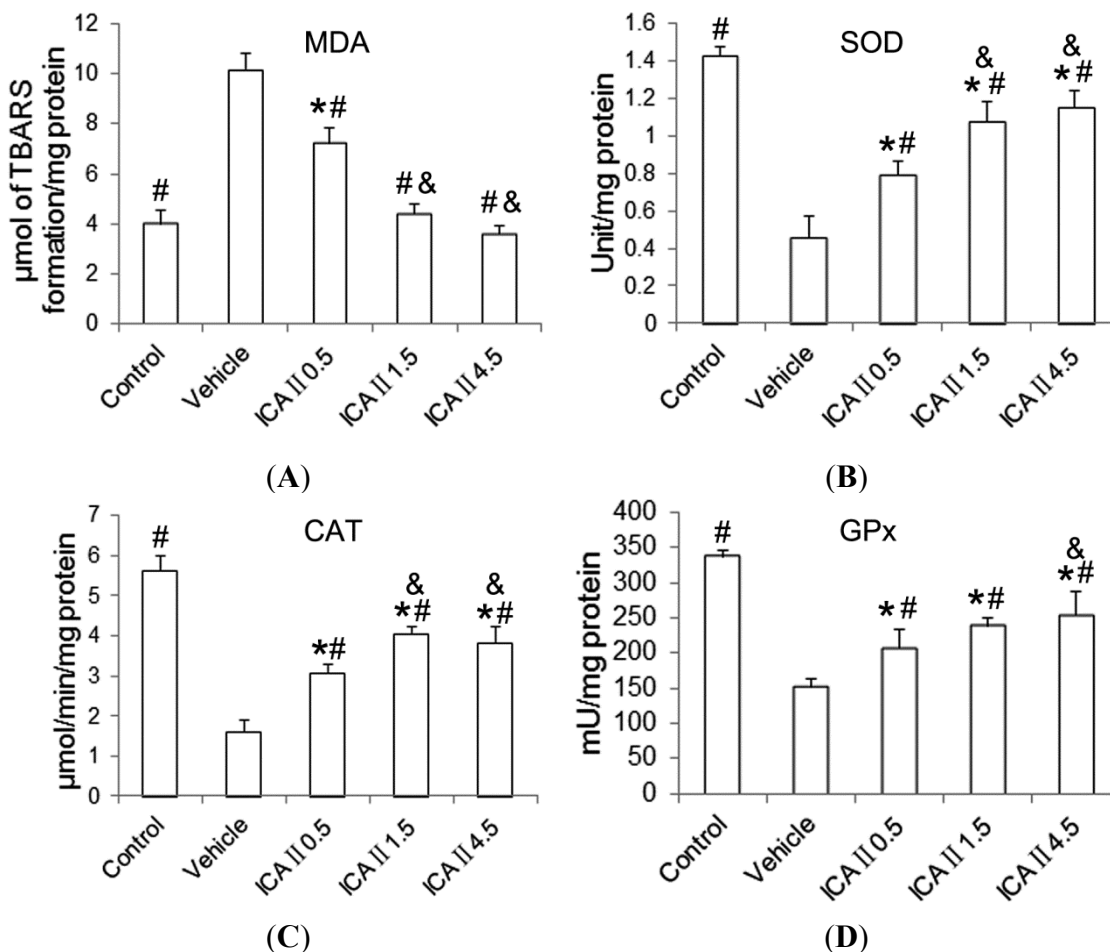 MDA
μmol of TBARS
formation/mg protein
12
10
8
6
4
2
0
#
*#
#&
#&
Control
Vehicle
ICA II 0.5
ICA II 1.5
ICA II 4.5
(A)
SOD
Unit/mg protein
1.6
1.4
1.2
1
0.8
0.6
0.4
0.2
0
#
*#
&
*#
&
*#
Control
Vehicle
ICA II 0.5
ICA II 1.5
ICA II 4.5
(B)
CAT
μmol/min/mg protein
7
6
5
4
3
2
1
0
#
*#
&
*#
&
*#
Control
Vehicle
ICA II 0.5
ICA II 1.5
ICA II 4.5
(C)
GPx
mU/mg protein
400
350
300
250
200
150
100
50
0
#
*#
*#
&
*#
Control
Vehicle
ICA II 0.5
ICA II 1.5
ICA II 4.5
(D)